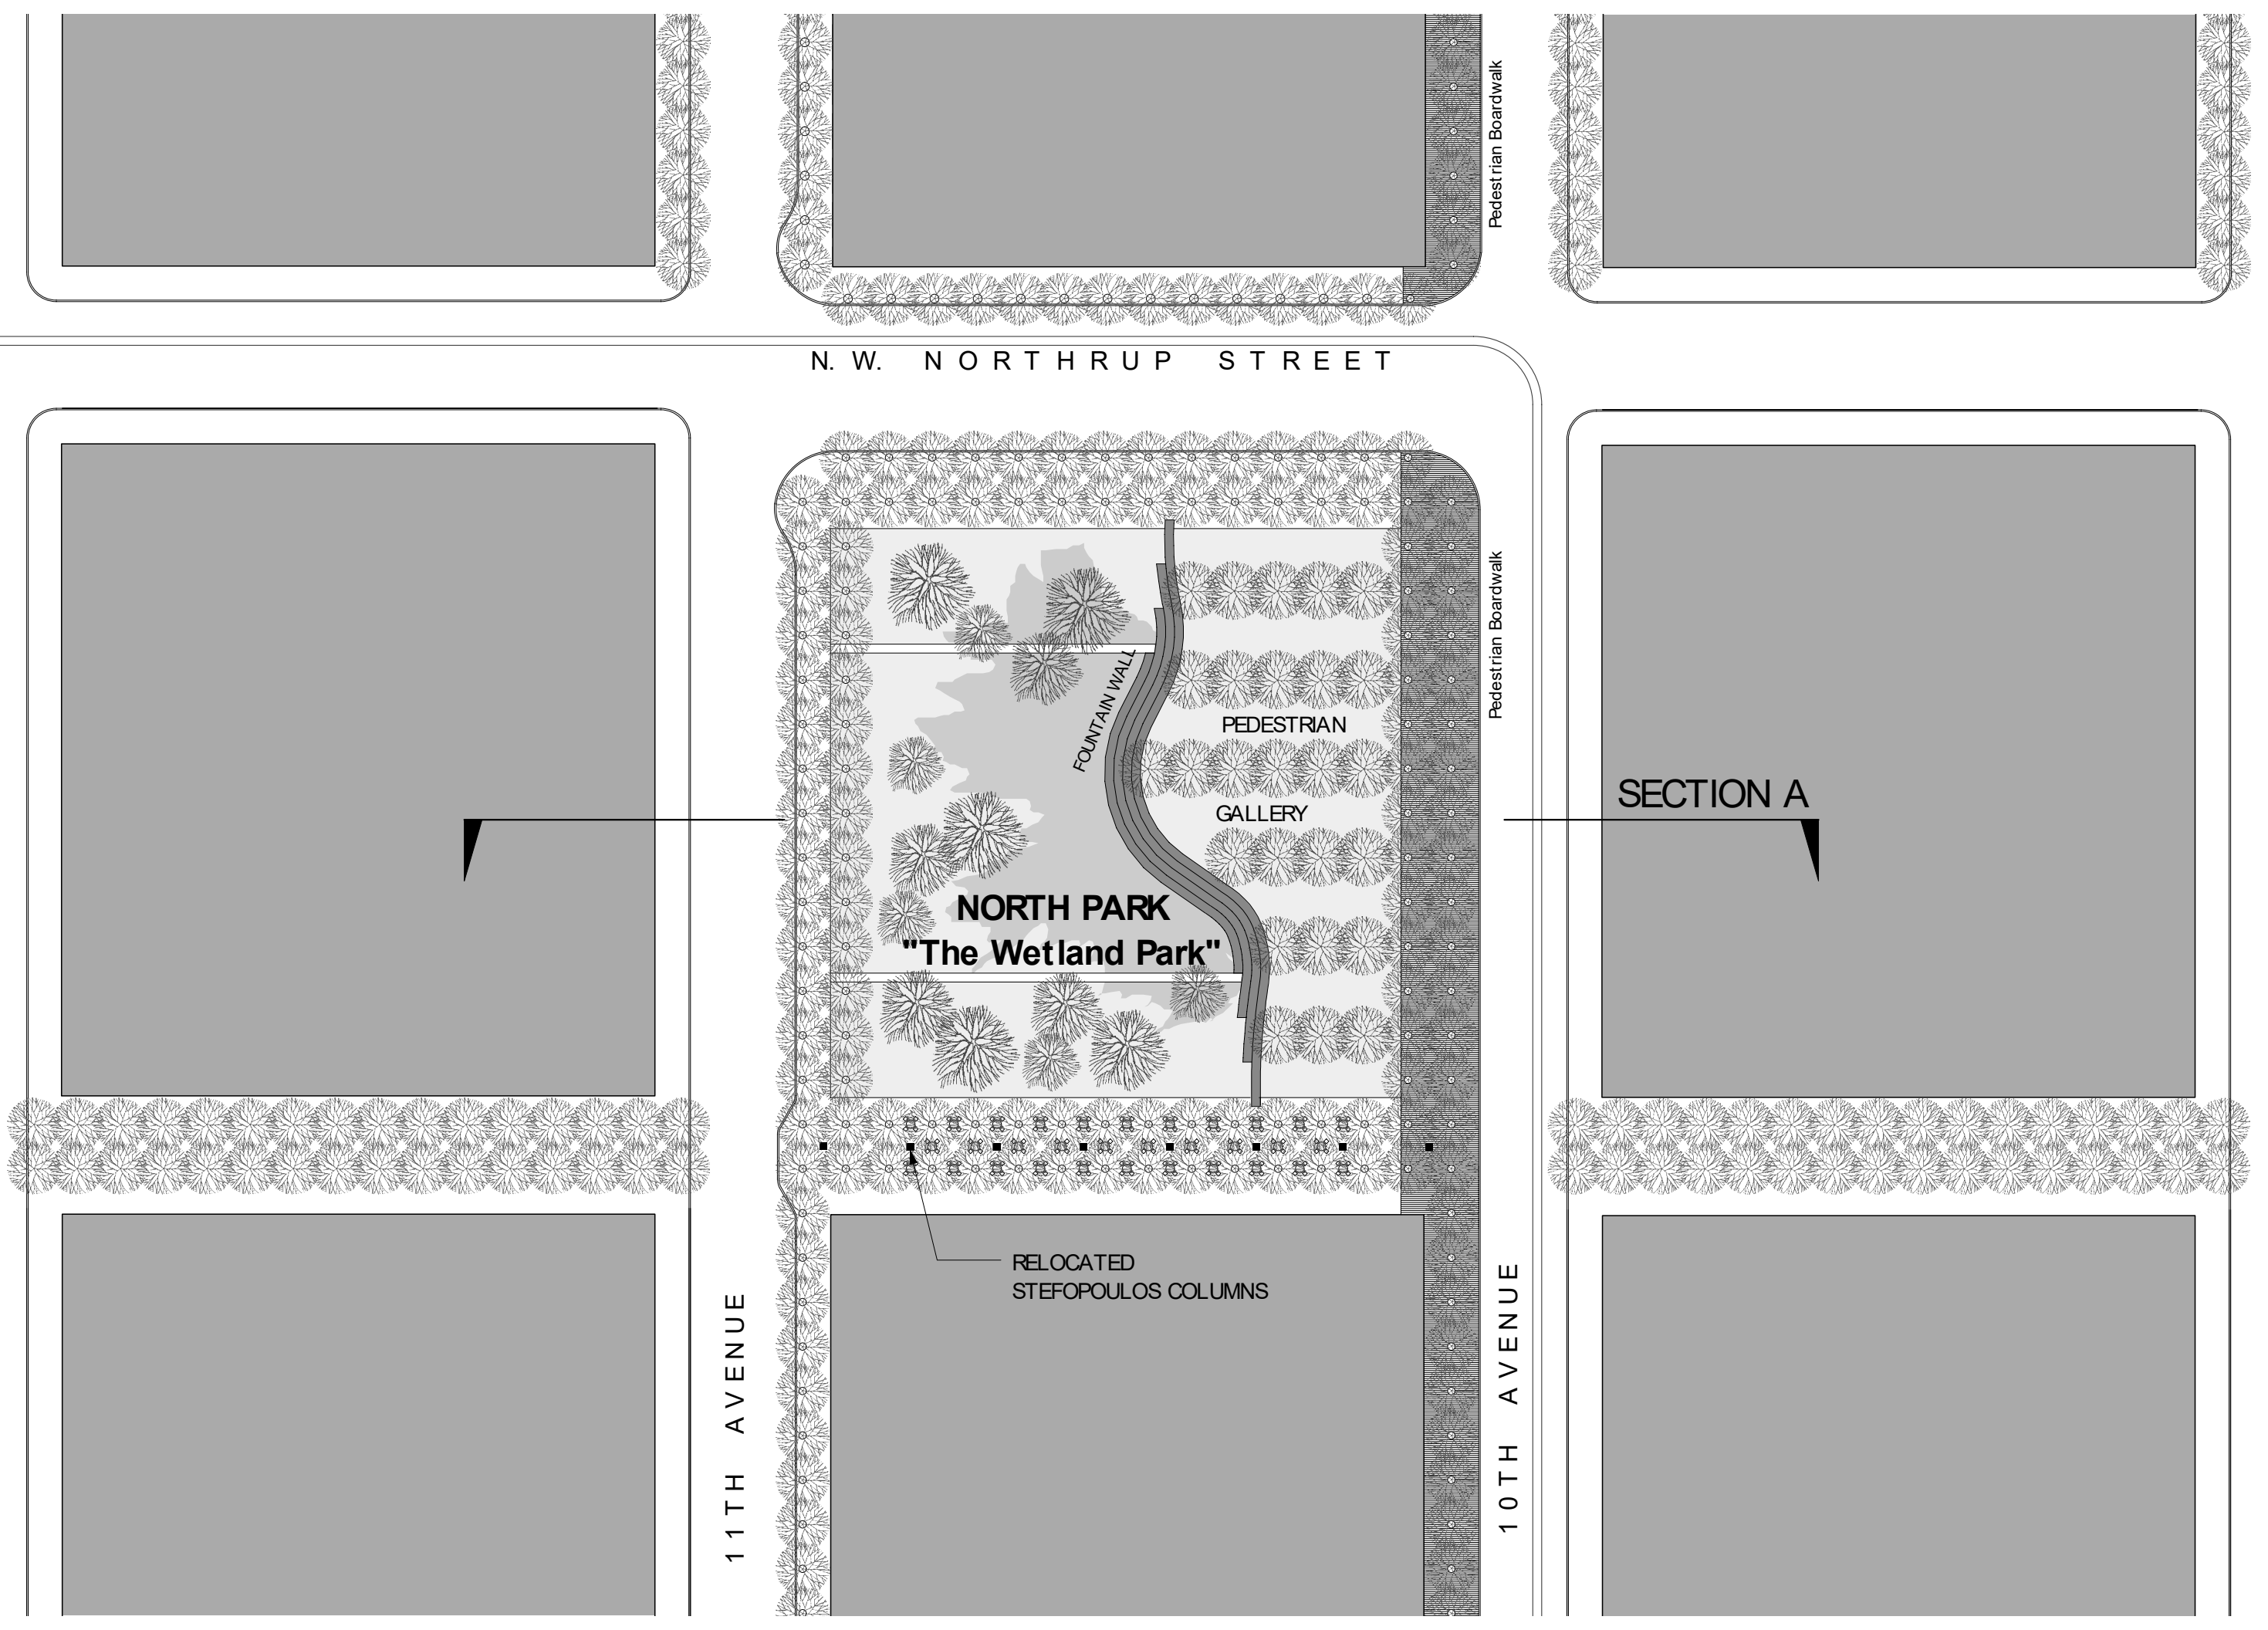 Pedestrian Boardwalk
N. W. NORTHRUP STREET
Pedestrian Boardwalk
FOUNTAIN WALL
PEDESTRIAN
GALLERY
SECTION A
NORTH PARK
"The Wetland Park"
RELOCATED
STEFOPOULOS COLUMNS
11TH AVENUE
10TH AVENUE